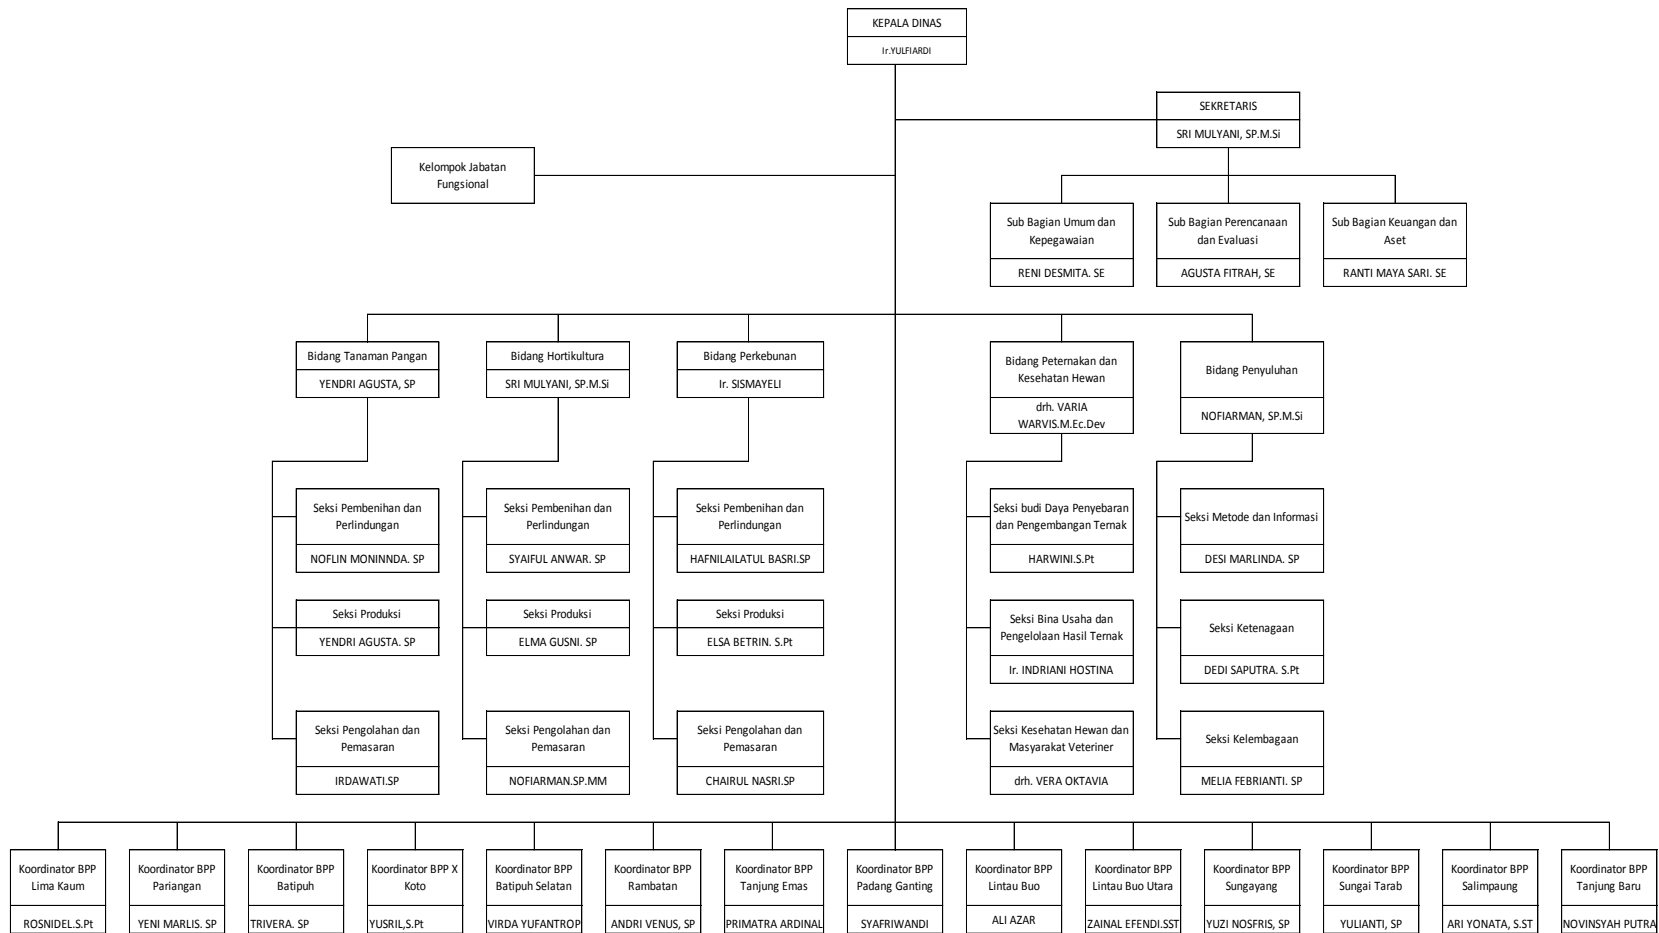 KEPALA DINAS
Ir.YULFIARDI
SEKRETARIS
SRI MULYANI, SP.M.Si
Kelompok Jabatan
Fungsional
Sub Bagian Umum dan
Kepegawaian
RENI DESMITA. SE
Sub Bagian Perencanaan
dan Evaluasi
AGUSTA FITRAH, SE
Sub Bagian Keuangan dan
Aset
RANTI MAYA SARI. SE
Bidang Tanaman Pangan
YENDRI AGUSTA, SP
Bidang Hortikultura
SRI MULYANI, SP.M.Si
Bidang Perkebunan
Ir. SISMAYELI
Bidang Peternakan dan
Kesehatan Hewan
drh. VARIA
WARVIS.M.Ec.Dev
Bidang Penyuluhan
NOFIARMAN, SP.M.Si
Seksi Pembenihan dan
Perlindungan
NOFLIN MONINNDA. SP
Seksi Pembenihan dan
Perlindungan
SYAIFUL ANWAR. SP
Seksi Pembenihan dan
Perlindungan
HAFNILAILATUL BASRI.SP
Seksi budi Daya Penyebaran
dan Pengembangan Ternak
HARWINI.S.Pt
Seksi Metode dan Informasi
DESI MARLINDA. SP
Seksi Produksi
YENDRI AGUSTA. SP
Seksi Produksi
ELMA GUSNI. SP
Seksi Produksi
ELSA BETRIN. S.Pt
Seksi Bina Usaha dan
Pengelolaan Hasil Ternak
Ir. INDRIANI HOSTINA
Seksi Ketenagaan
DEDI SAPUTRA. S.Pt
Seksi Pengolahan dan
Pemasaran
IRDAWATI.SP
Seksi Pengolahan dan
Pemasaran
NOFIARMAN.SP.MM
Seksi Pengolahan dan
Pemasaran
CHAIRUL NASRI.SP
Seksi Kesehatan Hewan dan
Masyarakat Veteriner
drh. VERA OKTAVIA
Seksi Kelembagaan
MELIA FEBRIANTI. SP
Koordinator BPP
Lima Kaum
ROSNIDEL.S.Pt
Koordinator BPP
Pariangan
YENI MARLIS. SP
Koordinator BPP
Batipuh
TRIVERA. SP
Koordinator BPP X
Koto
YUSRIL,S.Pt
Koordinator BPP
Batipuh Selatan
VIRDA YUFANTROP
Koordinator BPP
Rambatan
ANDRI VENUS, SP
Koordinator BPP
Tanjung Emas
PRIMATRA ARDINAL
Koordinator BPP
Padang Ganting
SYAFRIWANDI
Koordinator BPP
Lintau Buo
ALI AZAR
Koordinator BPP
Lintau Buo Utara
ZAINAL EFENDI.SST
Koordinator BPP
Sungayang
YUZI NOSFRIS, SP
Koordinator BPP
Sungai Tarab
YULIANTI, SP
Koordinator BPP
Salimpaung
ARI YONATA, S.ST
Koordinator BPP
Tanjung Baru
NOVINSYAH PUTRA